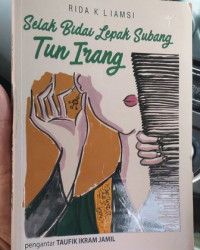 RIDA K LIAMSI
Selak Bidai Lepak Subang
Tun Irang
pengantar TAUFIK IKRAM JAMIL